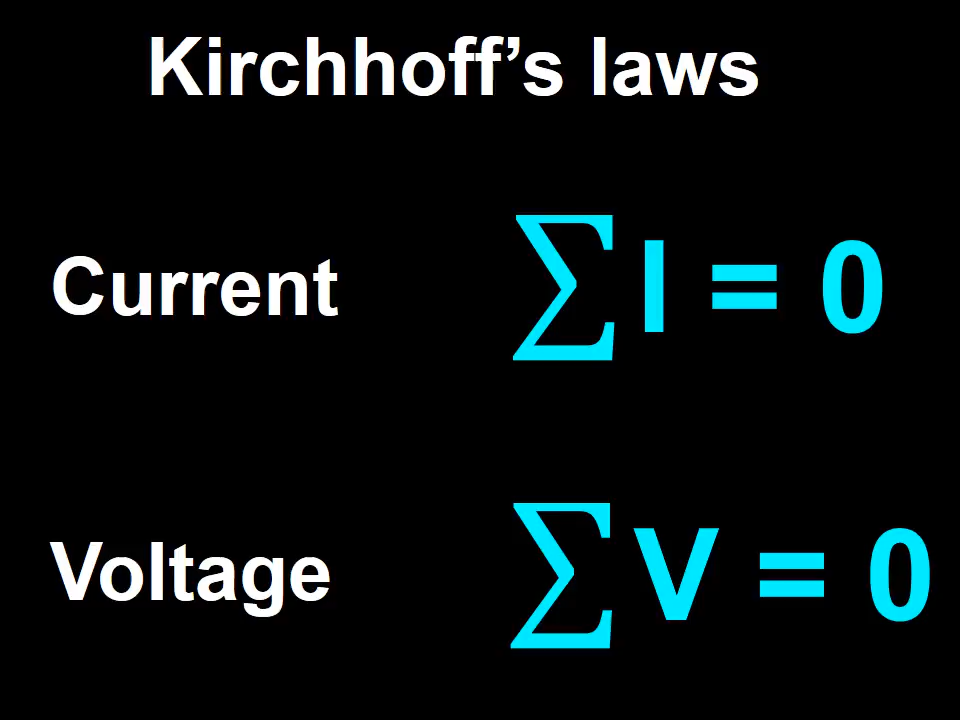 Kirchhoff’s laws
Current ∑ I = 0
Voltage ∑ V = 0